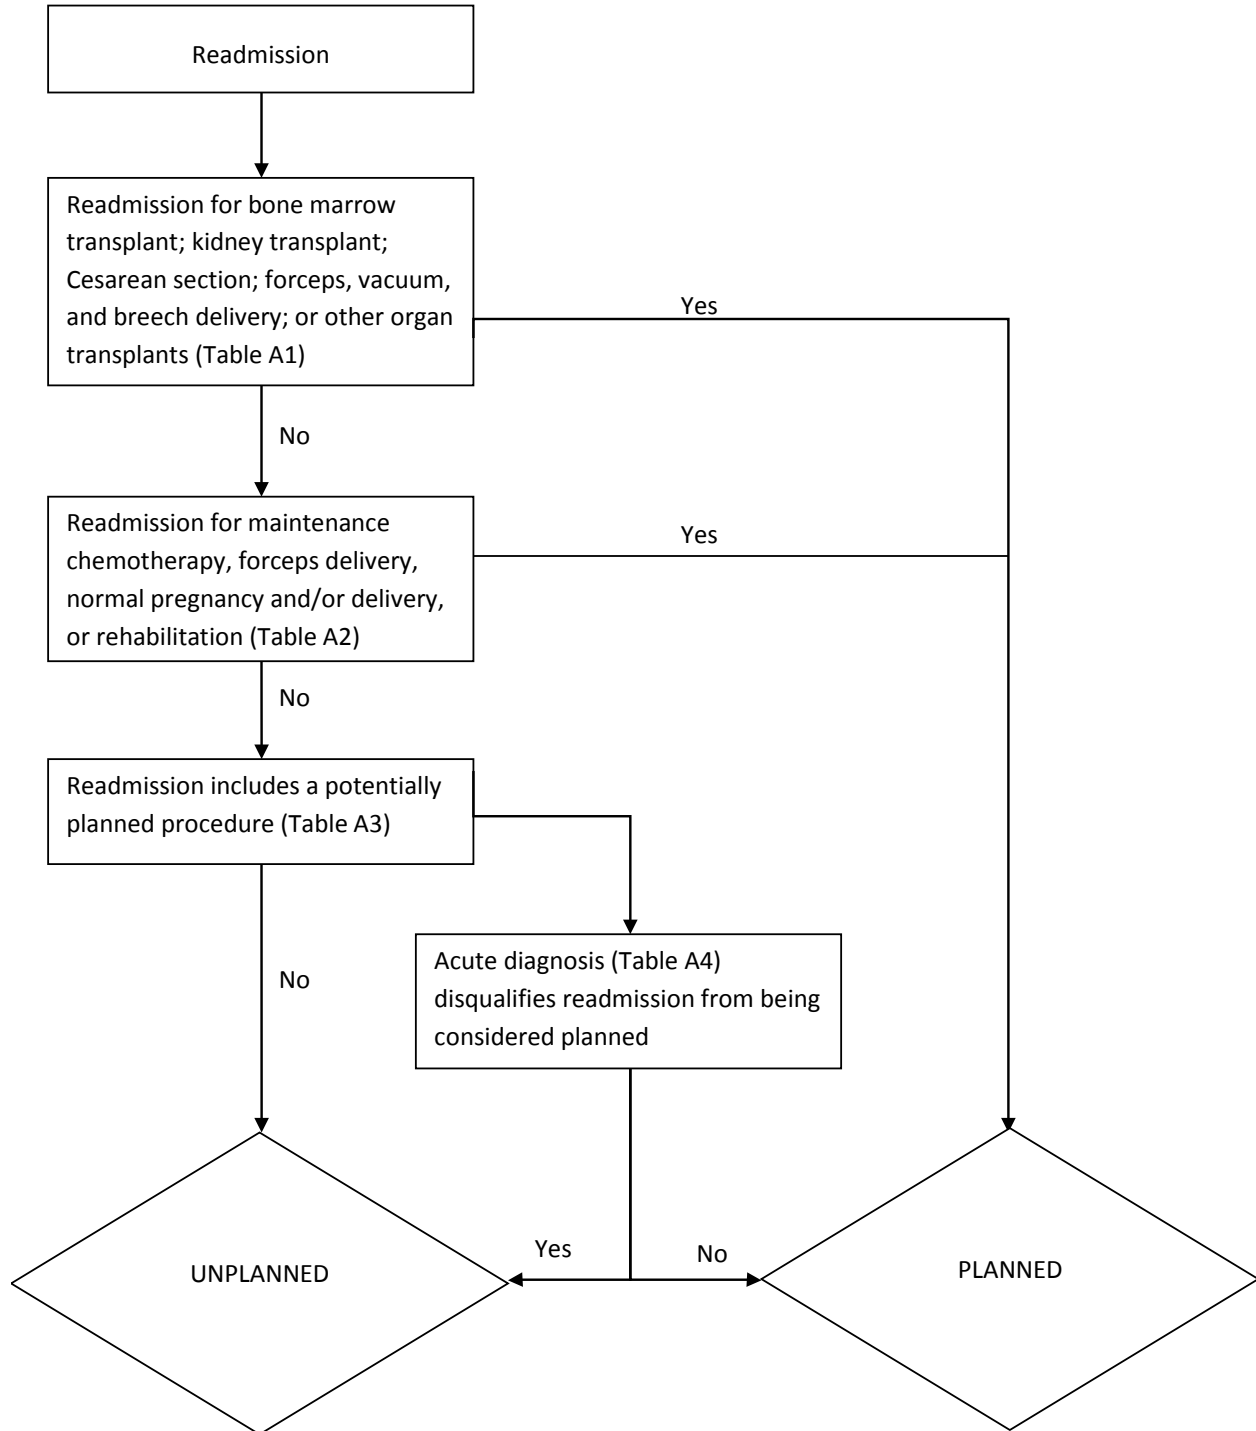 Readmission
Readmission for bone marrow
transplant; kidney transplant;
Cesarean section; forceps, vacuum,
and breech delivery; or other organ
transplants (Table A1)
Yes
No
Readmission for maintenance
chemotherapy, forceps delivery,
normal pregnancy and/or delivery,
or rehabilitation (Table A2)
Yes
No
Readmission includes a potentially
planned procedure (Table A3)
No
Acute diagnosis (Table A4)
disqualifies readmission from being
considered planned
Yes
No
UNPLANNED
PLANNED